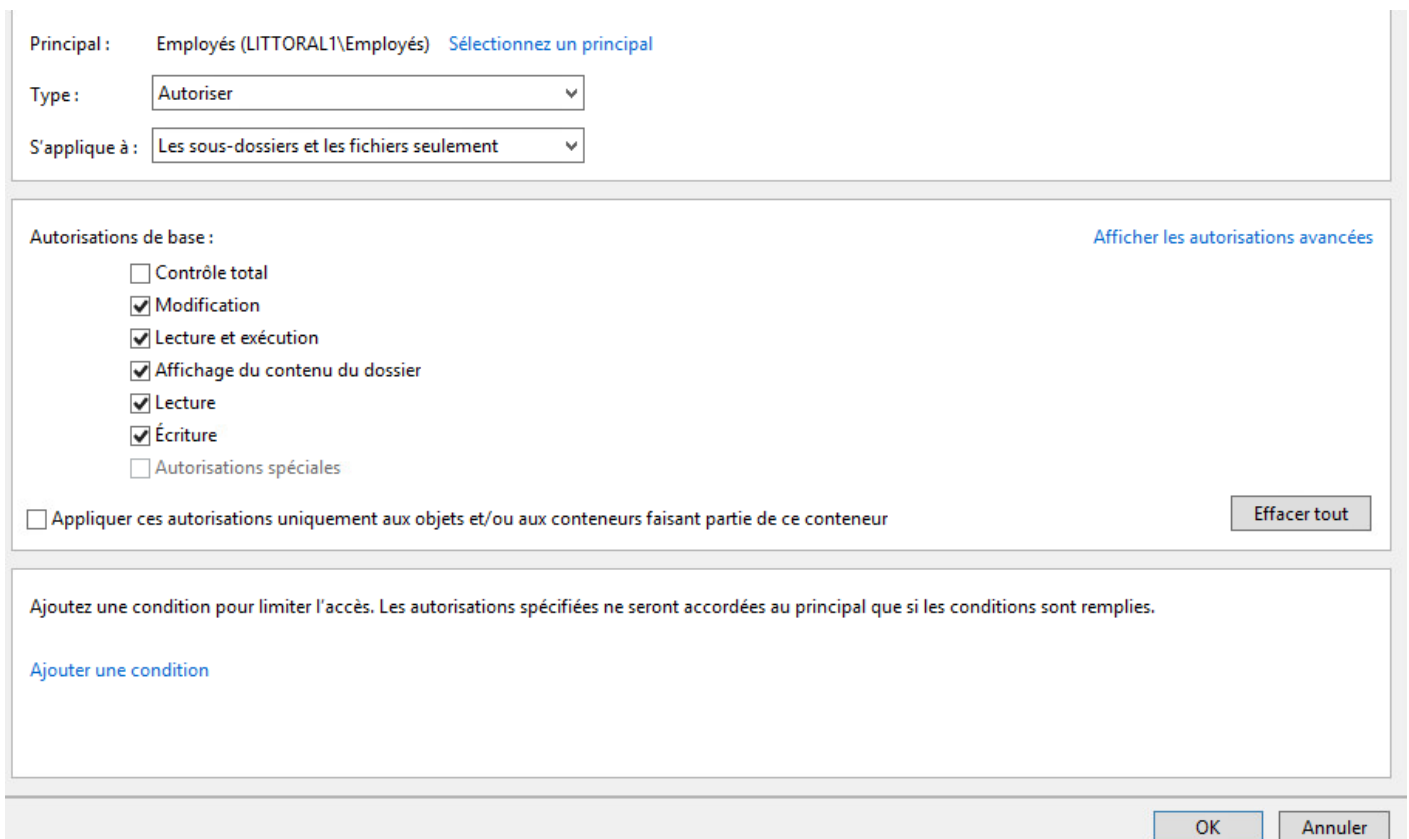 Principal : Employés (LITTORAL1\Employés) Sélectionnez un principal
Type : Autoriser
S'applique à : Les sous-dossiers et les fichiers seulement
Autorisations de base : Afficher les autorisations avancées
Contrôle total
Modification
Lecture et exécution
Affichage du contenu du dossier
Lecture
Écriture
Autorisations spéciales
Appliquer ces autorisations uniquement aux objets et/ou aux conteneurs faisant partie de ce conteneur Effacer tout
Ajoutez une condition pour limiter l'accès. Les autorisations spécifiées ne seront accordées au principal que si les conditions sont remplies.
Ajouter une condition
OK Annuler